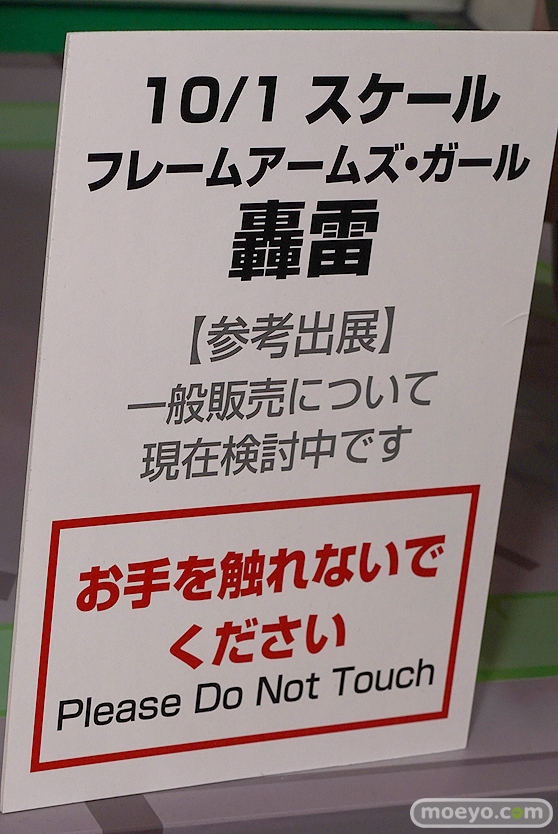 10/1 スケール
フレームアームズ・ガール
轟雷
【参考出展】
一般販売について
現在検討中です
お手を触れないで
ください
Please Do Not Touch
moeyo.com